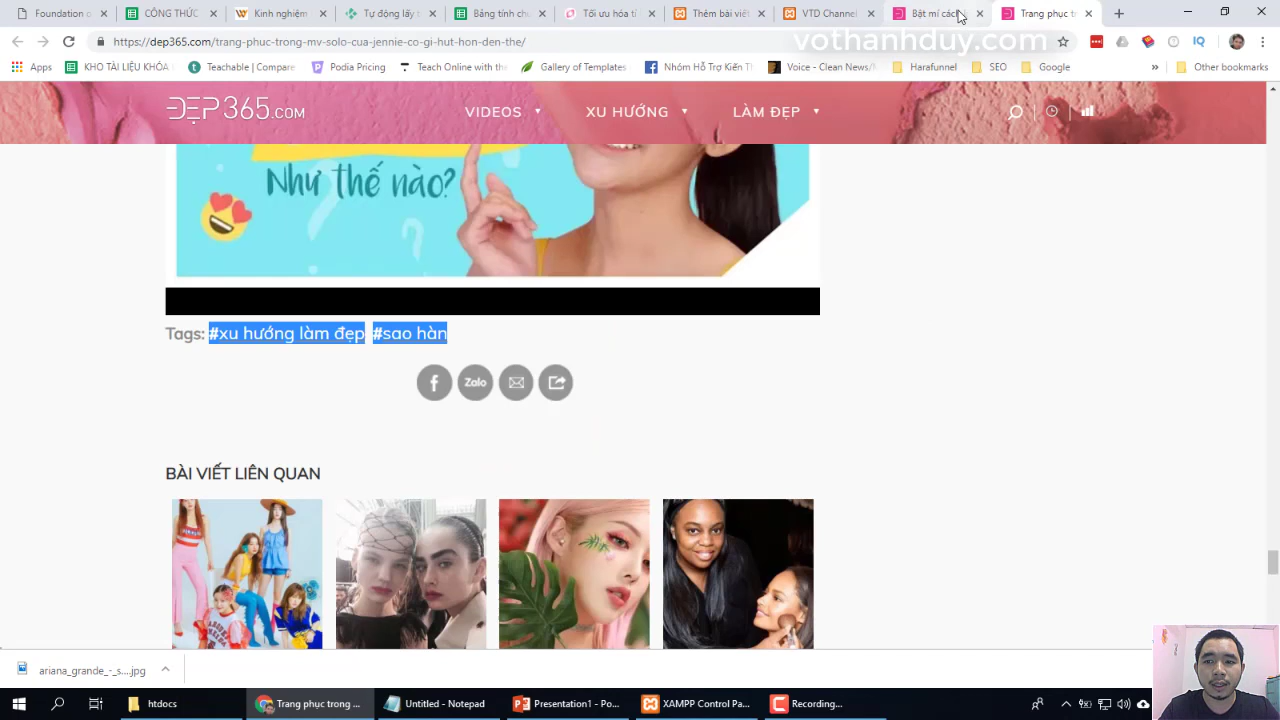 CÔNG THỨC
Tự động lấy
Bảng tính chư
Tối ưu hoá từ
Thêm bài viết
VTD Channel
Bật mí các
Trang phục
https://dep365.com/trang-phuc-trong-mv-solo-cua-jennie-co-gi-hon-den-the/
vothanhduy.com
Apps
Foundations
KHO TÀI LIỆU KHÓA
Teachable | Compare
Podia Pricing
Teach Online with the
Gallery of Templates
Nhóm Hỗ Trợ Kiến Th
Voice - Clean News/M
Harafunnel
SEO
Google
»
Other bookmarks
ĐẸP365.COM
VIDEOS
XU HƯỚNG
LÀM ĐẸP
Như thế nào?
Tags: #xu hướng làm đẹp #sao hàn
f
Zalo
BÀI VIẾT LIÊN QUAN
ariana_grande_-_s....jpg
htdocs
Trang phục trong ...
Untitled - Notepad
Presentation1 - Po...
XAMPP Control Pa...
Recording...